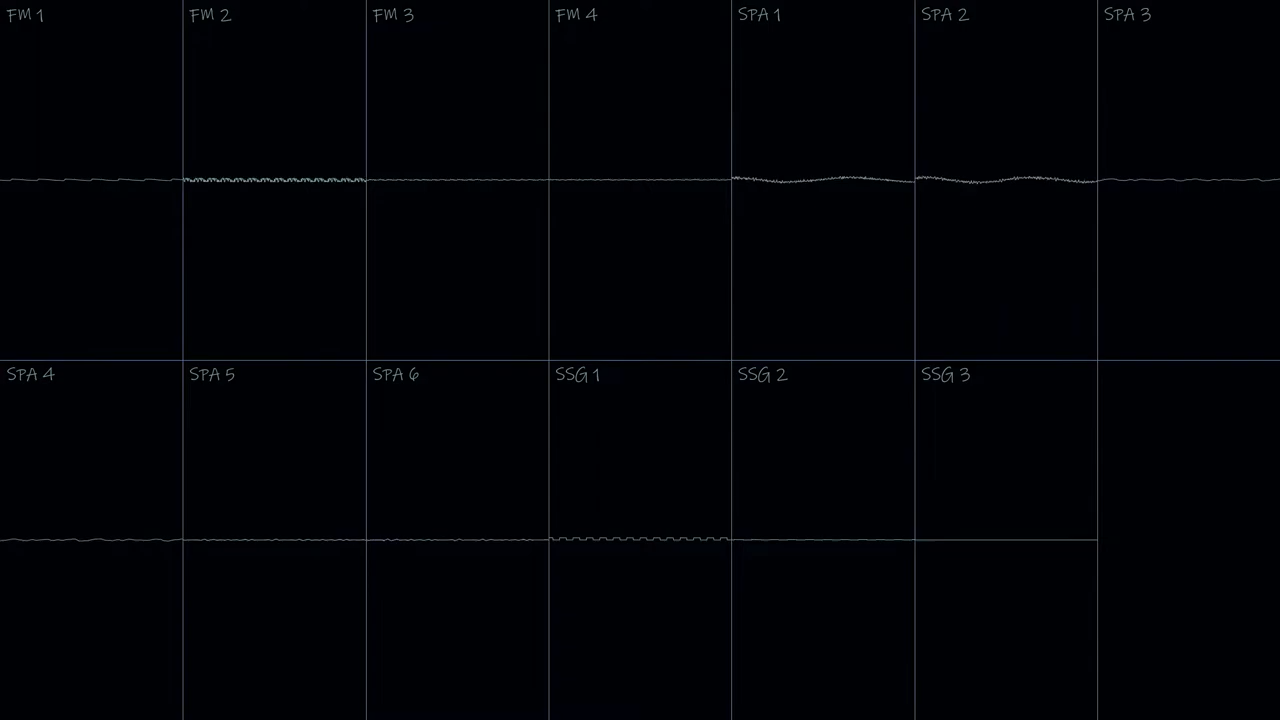 FM 1
FM 2
FM 3
FM 4
SPA 1
SPA 2
SPA 3
SPA 4
SPA 5
SPA 6
SSG 1
SSG 2
SSG 3